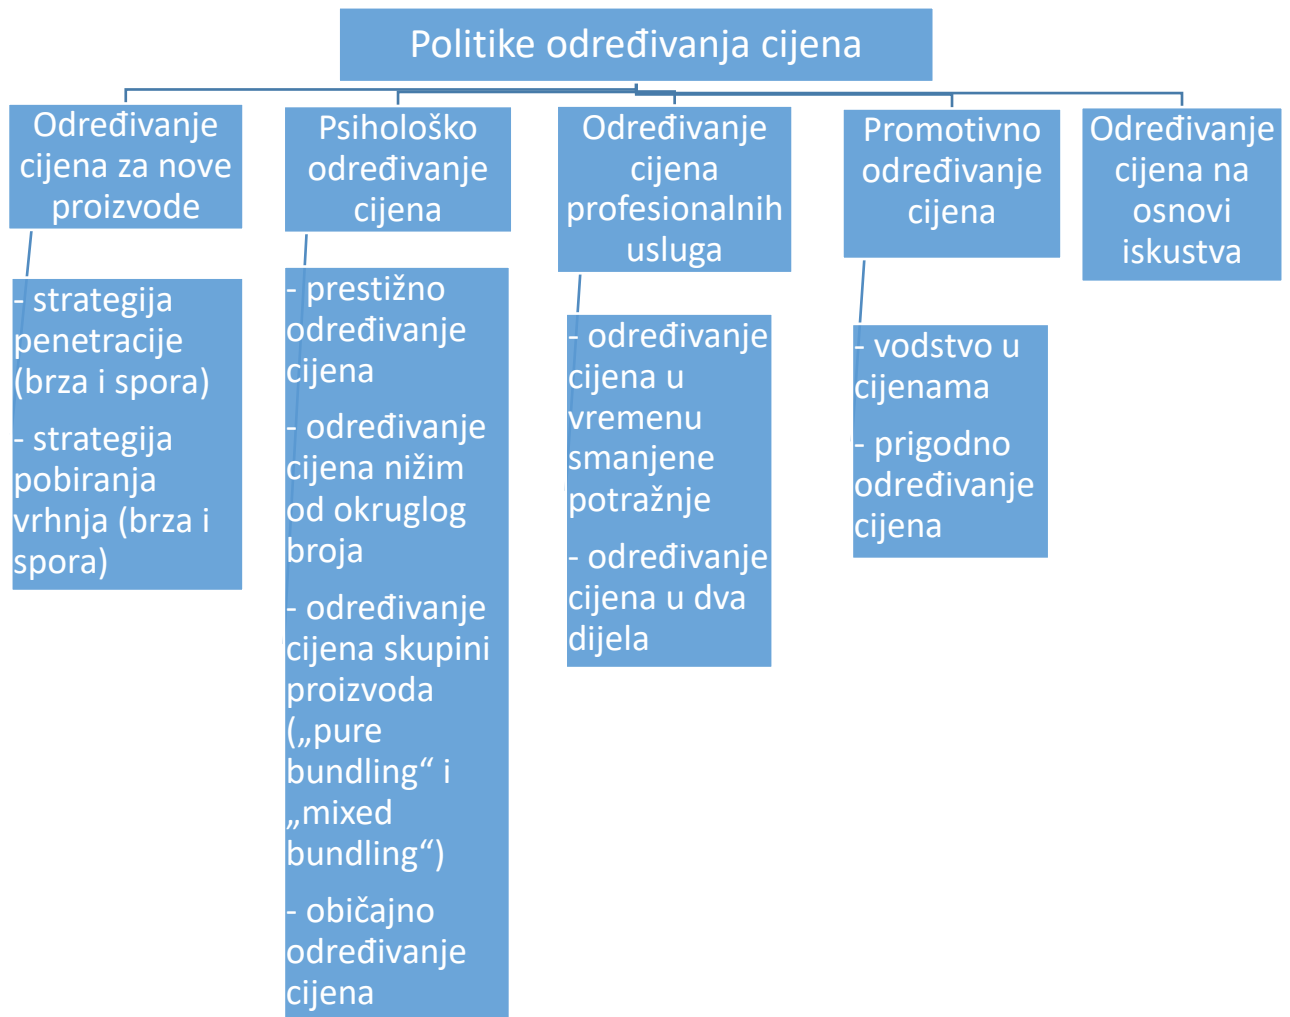 Politike određivanja cijena
Određivanje
cijena za nove
proizvode
- strategija
penetracije
(brza i spora)
- strategija
pobiranja
vrhnja (brza i
spora)
Psihološko
određivanje
cijena
- prestižno
određivanje
cijena
- određivanje
cijena nižim
od okruglog
broja
- određivanje
cijena skupini
proizvoda
(„pure
bundling“ i
„mixed
bundling“)
- običajno
određivanje
cijena
Određivanje
cijena
profesionalnih
usluga
- određivanje
cijena u
vremenu
smanjene
potražnje
- određivanje
cijena u dva
dijela
Promotivno
određivanje
cijena
- vodstvo u
cijenama
- prigodno
određivanje
cijena
Određivanje
cijena na
osnovi
iskustva